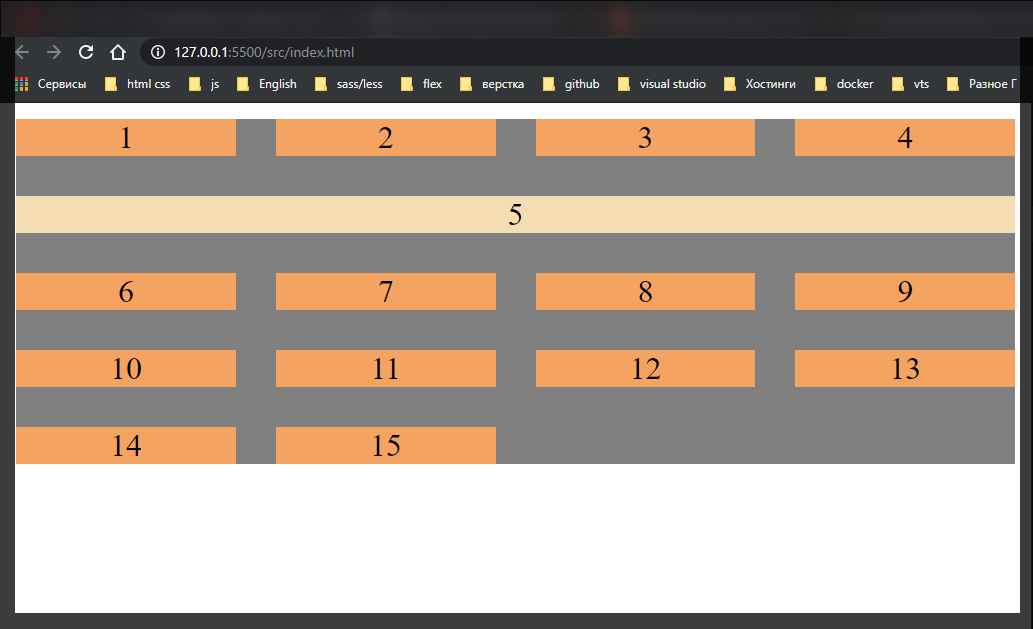 127.0.0.1:5500/src/index.html
Сервисы html css js English sass/less flex верстка github visual studio Хостинги docker vts Разное Г
1 2 3 4
5
6 7 8 9
10 11 12 13
14 15